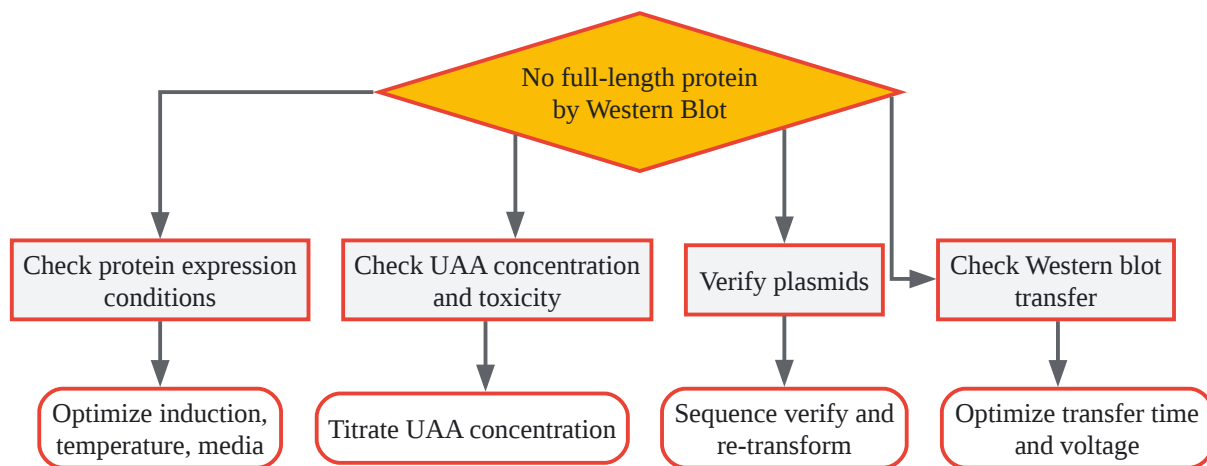 No full-length protein
by Western Blot
Check protein expression
conditions
Check UAA concentration
and toxicity
Verify plasmids
Check Western blot
transfer
Optimize induction,
temperature, media
Titrate UAA concentration
Sequence verify and
re-transform
Optimize transfer time
and voltage